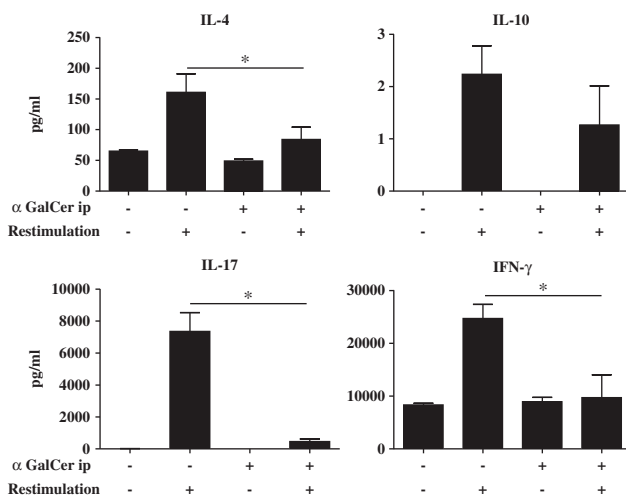 IL-4
IL-10
pg/ml
250
200
150
100
50
0
*
3
2
1
0
α GalCer ip - - + + - - + +
Restimulation - + - + - + - +
IL-17
IFN-γ
pg/ml
10000
8000
6000
4000
2000
0
*
30000
20000
10000
0
*
α GalCer ip - - + + - - + +
Restimulation - + - + - + - +